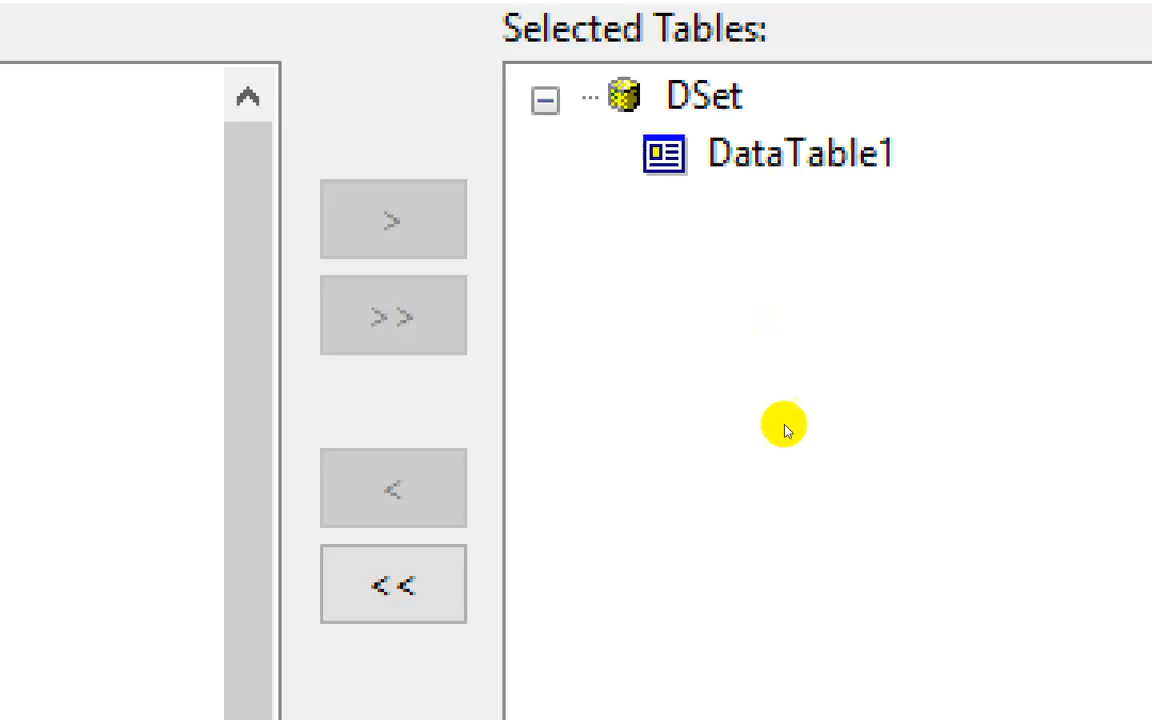 Selected Tables:
DSet
DataTable1
>
>>
<
<<